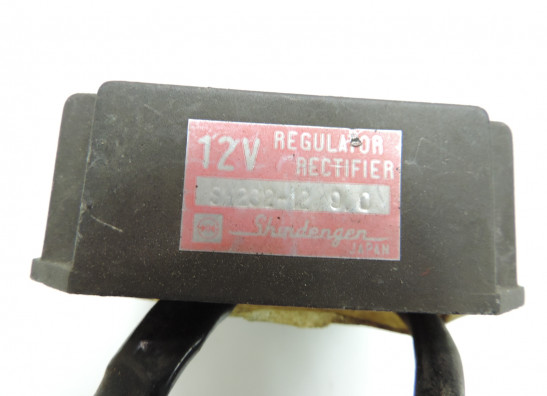 12V REGULATOR
RECTIFIER
Shindengen
JAPAN